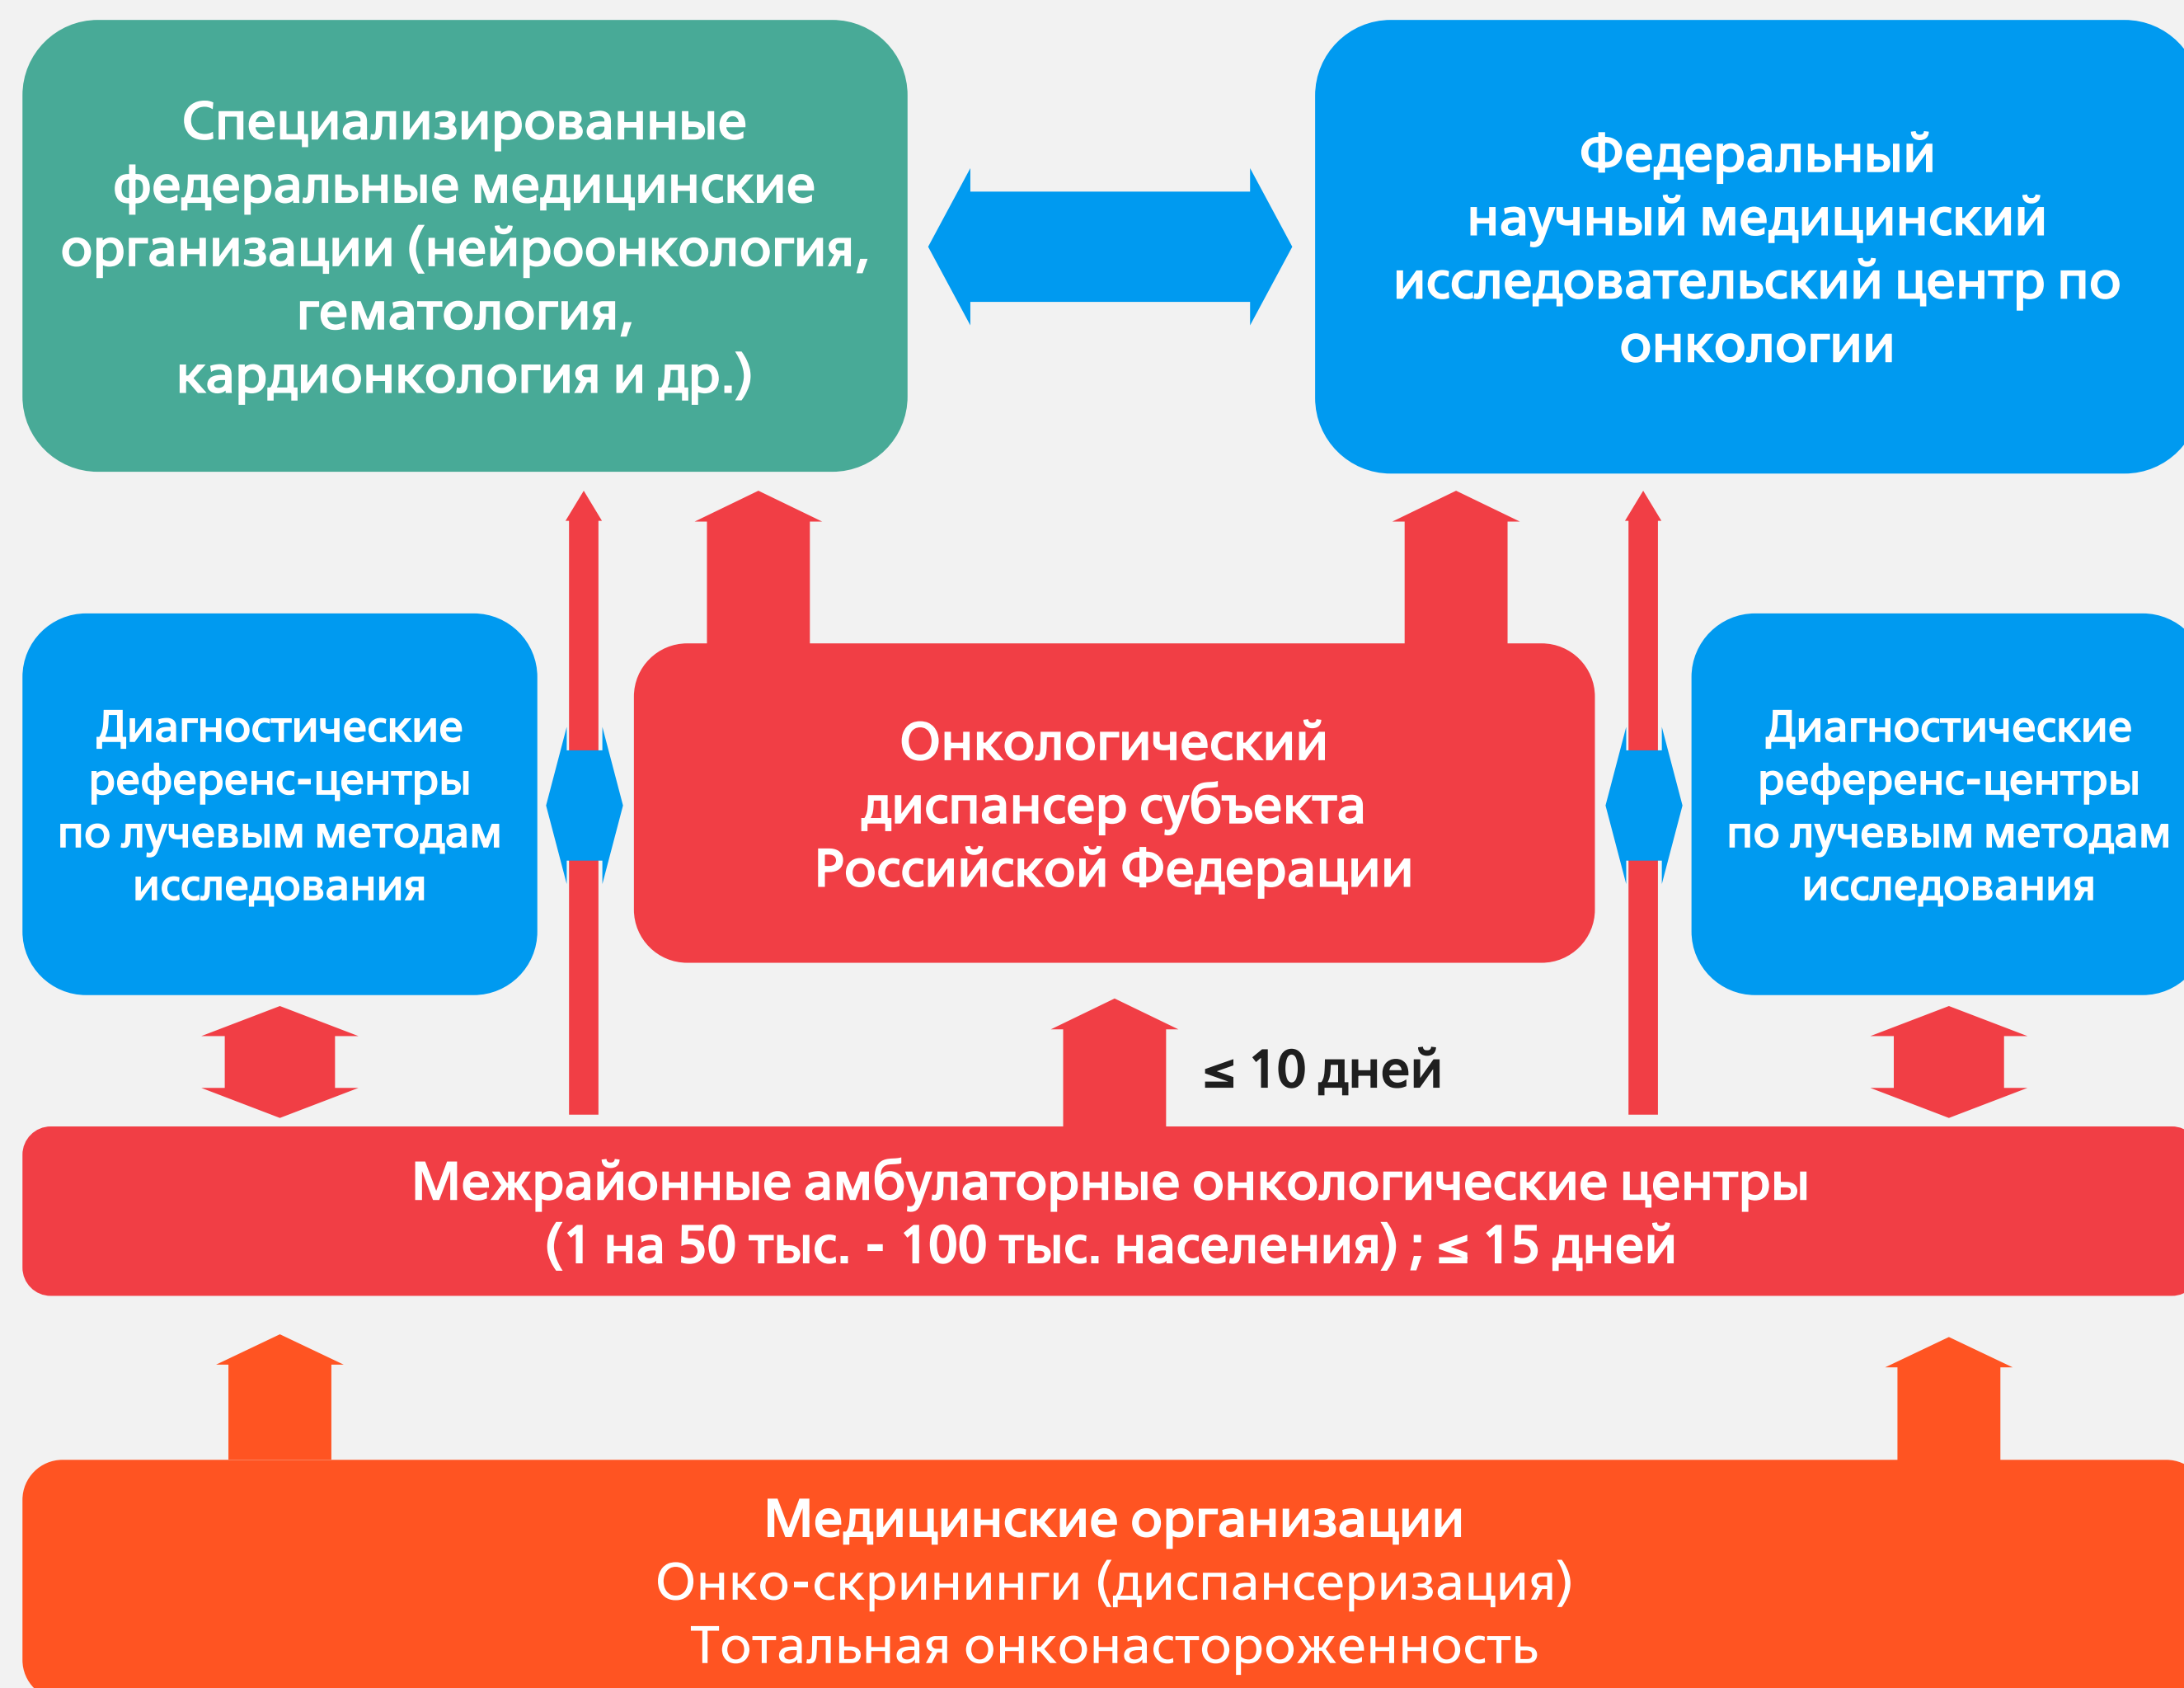 Специализированные
федеральные медицинские
организации (нейроонкология,
гематология,
кардионкология и др.)
Федеральный
научный медицинский
исследовательский центр по
онкологии
Диагностические
референс-центры
по лучевым методам
исследования
Онкологический
диспансер субъекта
Российской Федерации
Диагностические
референс-центры
по лучевым методам
исследования
≤ 10 дней
Межрайонные амбулаторные онкологические центры
(1 на 50 тыс. - 100 тыс. населения) ; ≤ 15 дней
Медицинские организации
Онко-скрининги (диспансеризация)
Тотальная онконастороженность